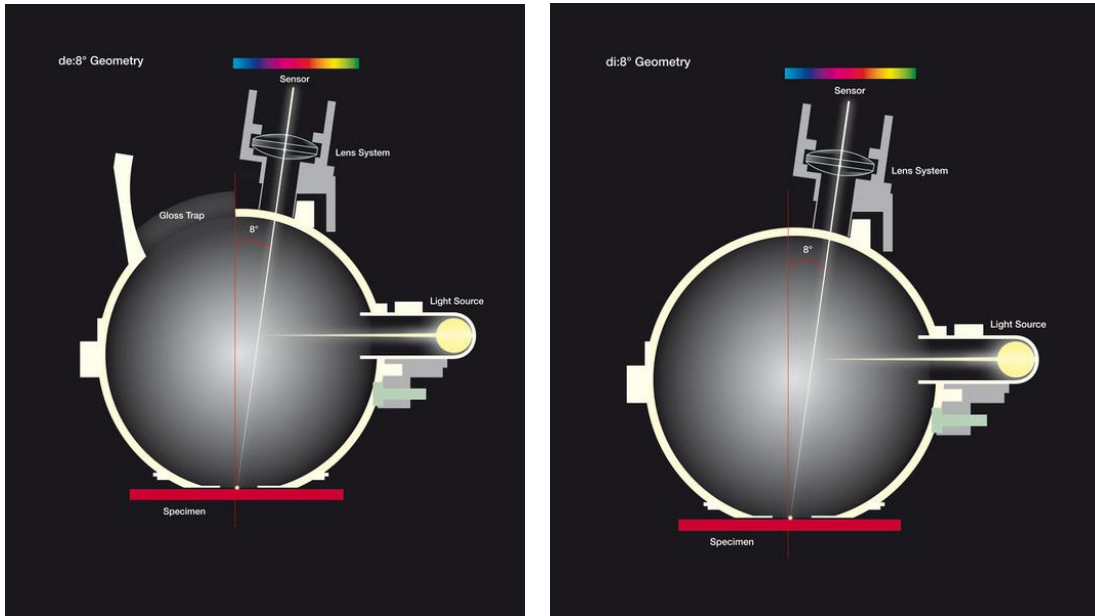 de:8° Geometry
Sensor
Lens System
Gloss Trap
8°
Light Source
Specimen
di:8° Geometry
Sensor
Lens System
8°
Light Source
Specimen